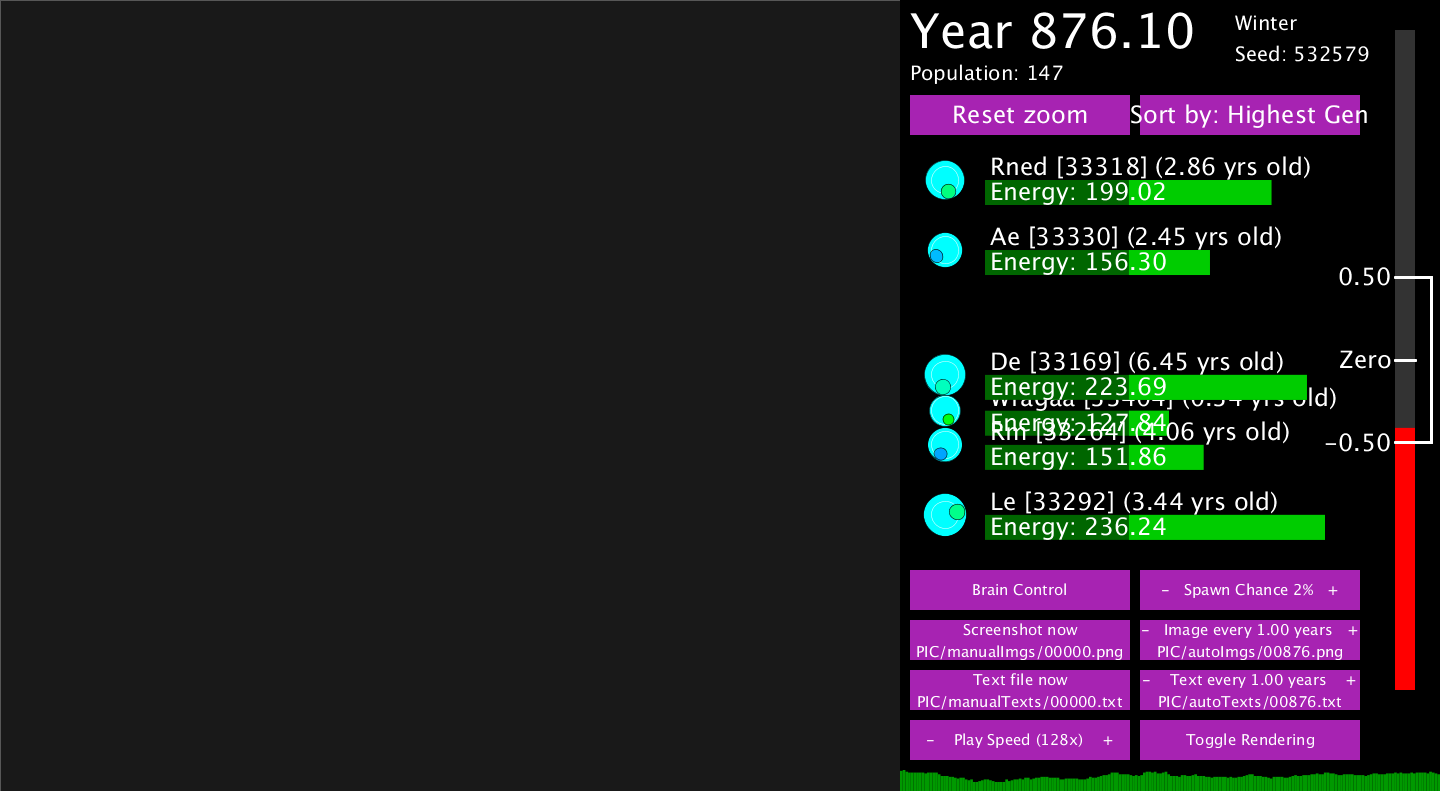 Year 876.10
Winter
Seed: 532579
Population: 147
Reset zoom
Sort by: Highest Gen
Rned [33318] (2.86 yrs old)
Energy: 199.02
Ae [33330] (2.45 yrs old)
Energy: 156.30
0.50
Zero
-0.50
De [33169] (6.45 yrs old)
Energy: 223.69
yrs old)
Energy: 127.84
Rm [33264] (4.06 yrs old)
Energy: 151.86
Le [33292] (3.44 yrs old)
Energy: 236.24
Brain Control
- Spawn Chance 2% +
Screenshot now
PIC/manualImgs/00000.png
- Image every 1.00 years +
PIC/autoImgs/00876.png
Text file now
PIC/manualTexts/00000.txt
- Text every 1.00 years +
PIC/autoTexts/00876.txt
- Play Speed (128x) +
Toggle Rendering